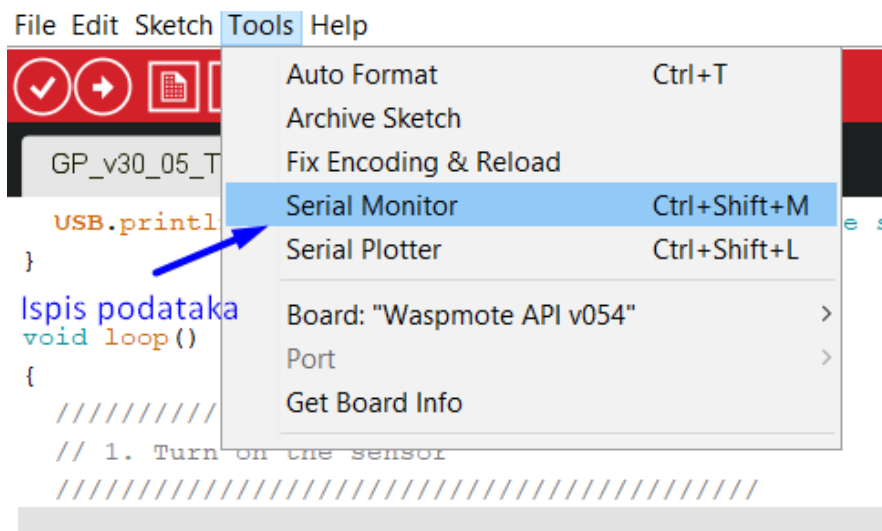 File Edit Sketch Tools Help
Auto Format Ctrl+T
Archive Sketch
GP_v30_05_T Fix Encoding & Reload
Serial Monitor Ctrl+Shift+M
USB.printl e s
Serial Plotter Ctrl+Shift+L
}
Ispis podataka
Board: "Waspmote API v054" >
void loop()
Port >
{
Get Board Info
//////////
// 1. Turn on the sensor
///////////////////////////////////////////